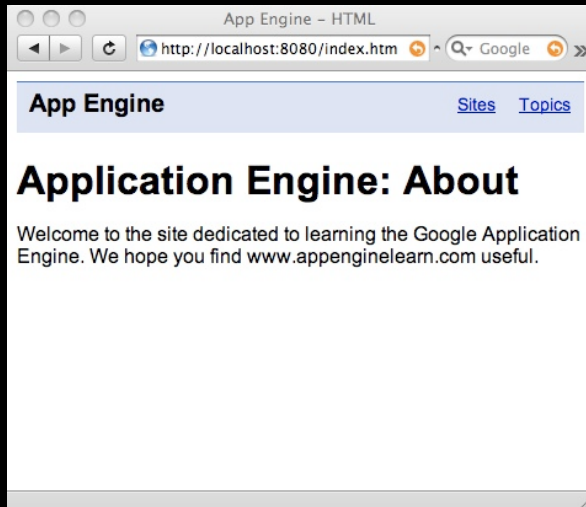 App Engine – HTML
http://localhost:8080/index.htm
Google
App Engine
Sites Topics
Application Engine: About
Welcome to the site dedicated to learning the Google Application
Engine. We hope you find www.appenginelearn.com useful.